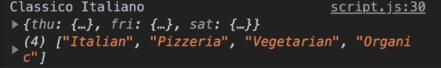 Classico Italiano script.js:30
▶ {thu: {…}, fri: {…}, sat: {…}}
▶ (4) ["Italian", "Pizzeria", "Vegetarian", "Organi
c"]